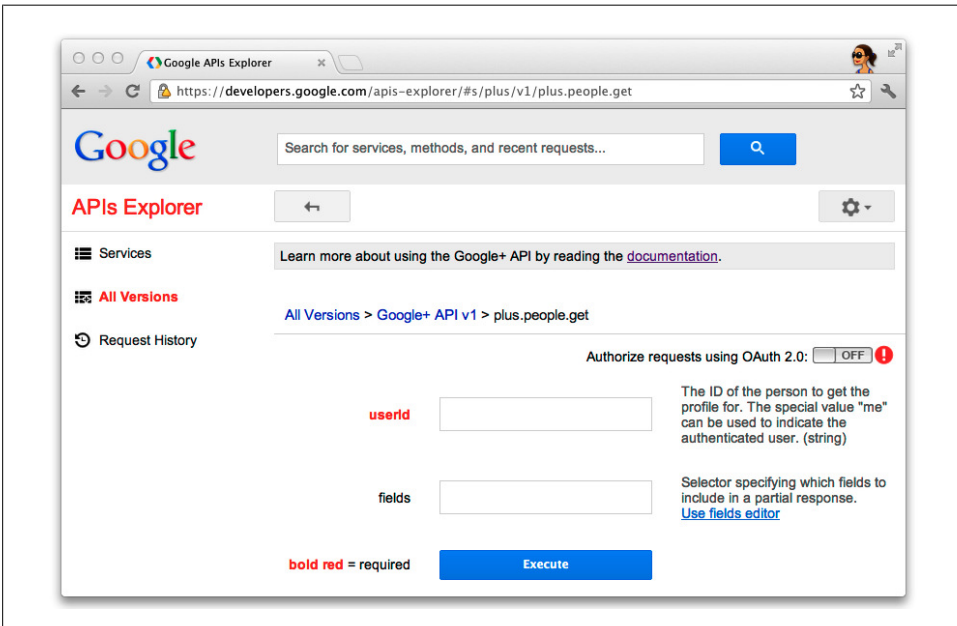 Google APIs Explorer
https://developers.google.com/apis-explorer/#s/plus/v1/plus.people.get
Google
Search for services, methods, and recent requests...
APIs Explorer
Services
Learn more about using the Google+ API by reading the documentation.
All Versions
All Versions > Google+ API v1 > plus.people.get
Request History
Authorize requests using OAuth 2.0:
OFF
userId
The ID of the person to get the
profile for. The special value "me"
can be used to indicate the
authenticated user. (string)
fields
Selector specifying which fields to
include in a partial response.
Use fields editor
bold red = required
Execute